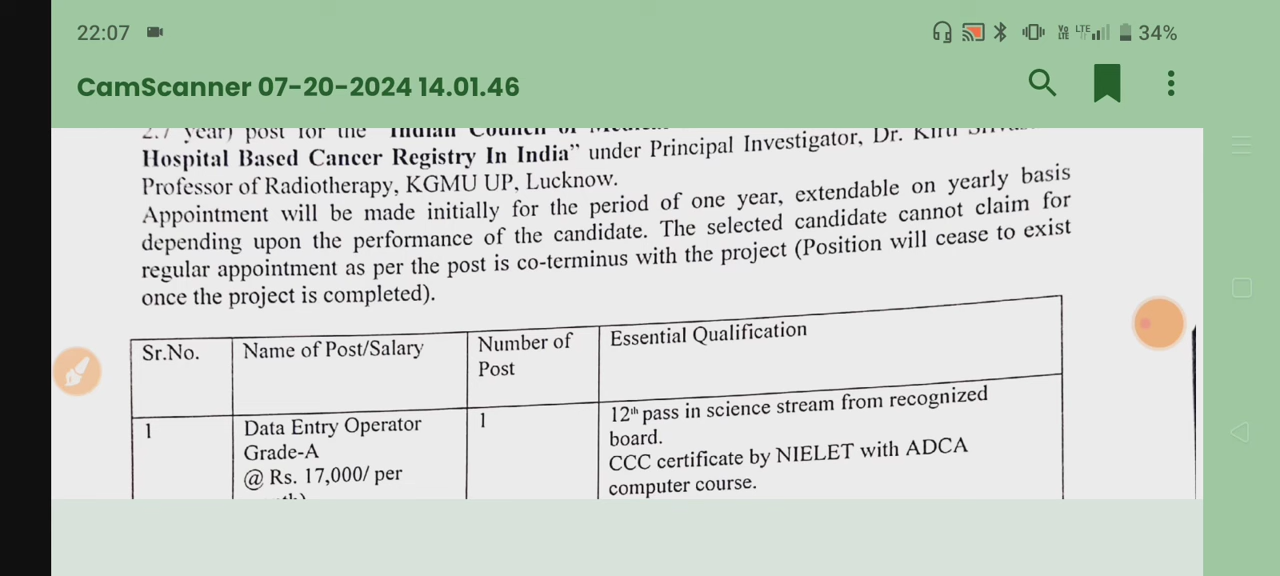 22:07
LTE 34%
CamScanner 07-20-2024 14.01.46
year) post for the "Indian Council of
Hospital Based Cancer Registry In India" under Principal Investigator, Dr. Kirti
Professor of Radiotherapy, KGMU UP, Lucknow.
Appointment will be made initially for the period of one year, extendable on yearly basis
depending upon the performance of the candidate. The selected candidate cannot claim for
regular appointment as per the post is co-terminus with the project (Position will cease to exist
once the project is completed).
Sr.No. Name of Post/Salary Number of Post Essential Qualification
1 Data Entry Operator 1 12th pass in science stream from recognized
Grade-A board.
@ Rs. 17,000/ per CCC certificate by NIELET with ADCA
computer course.